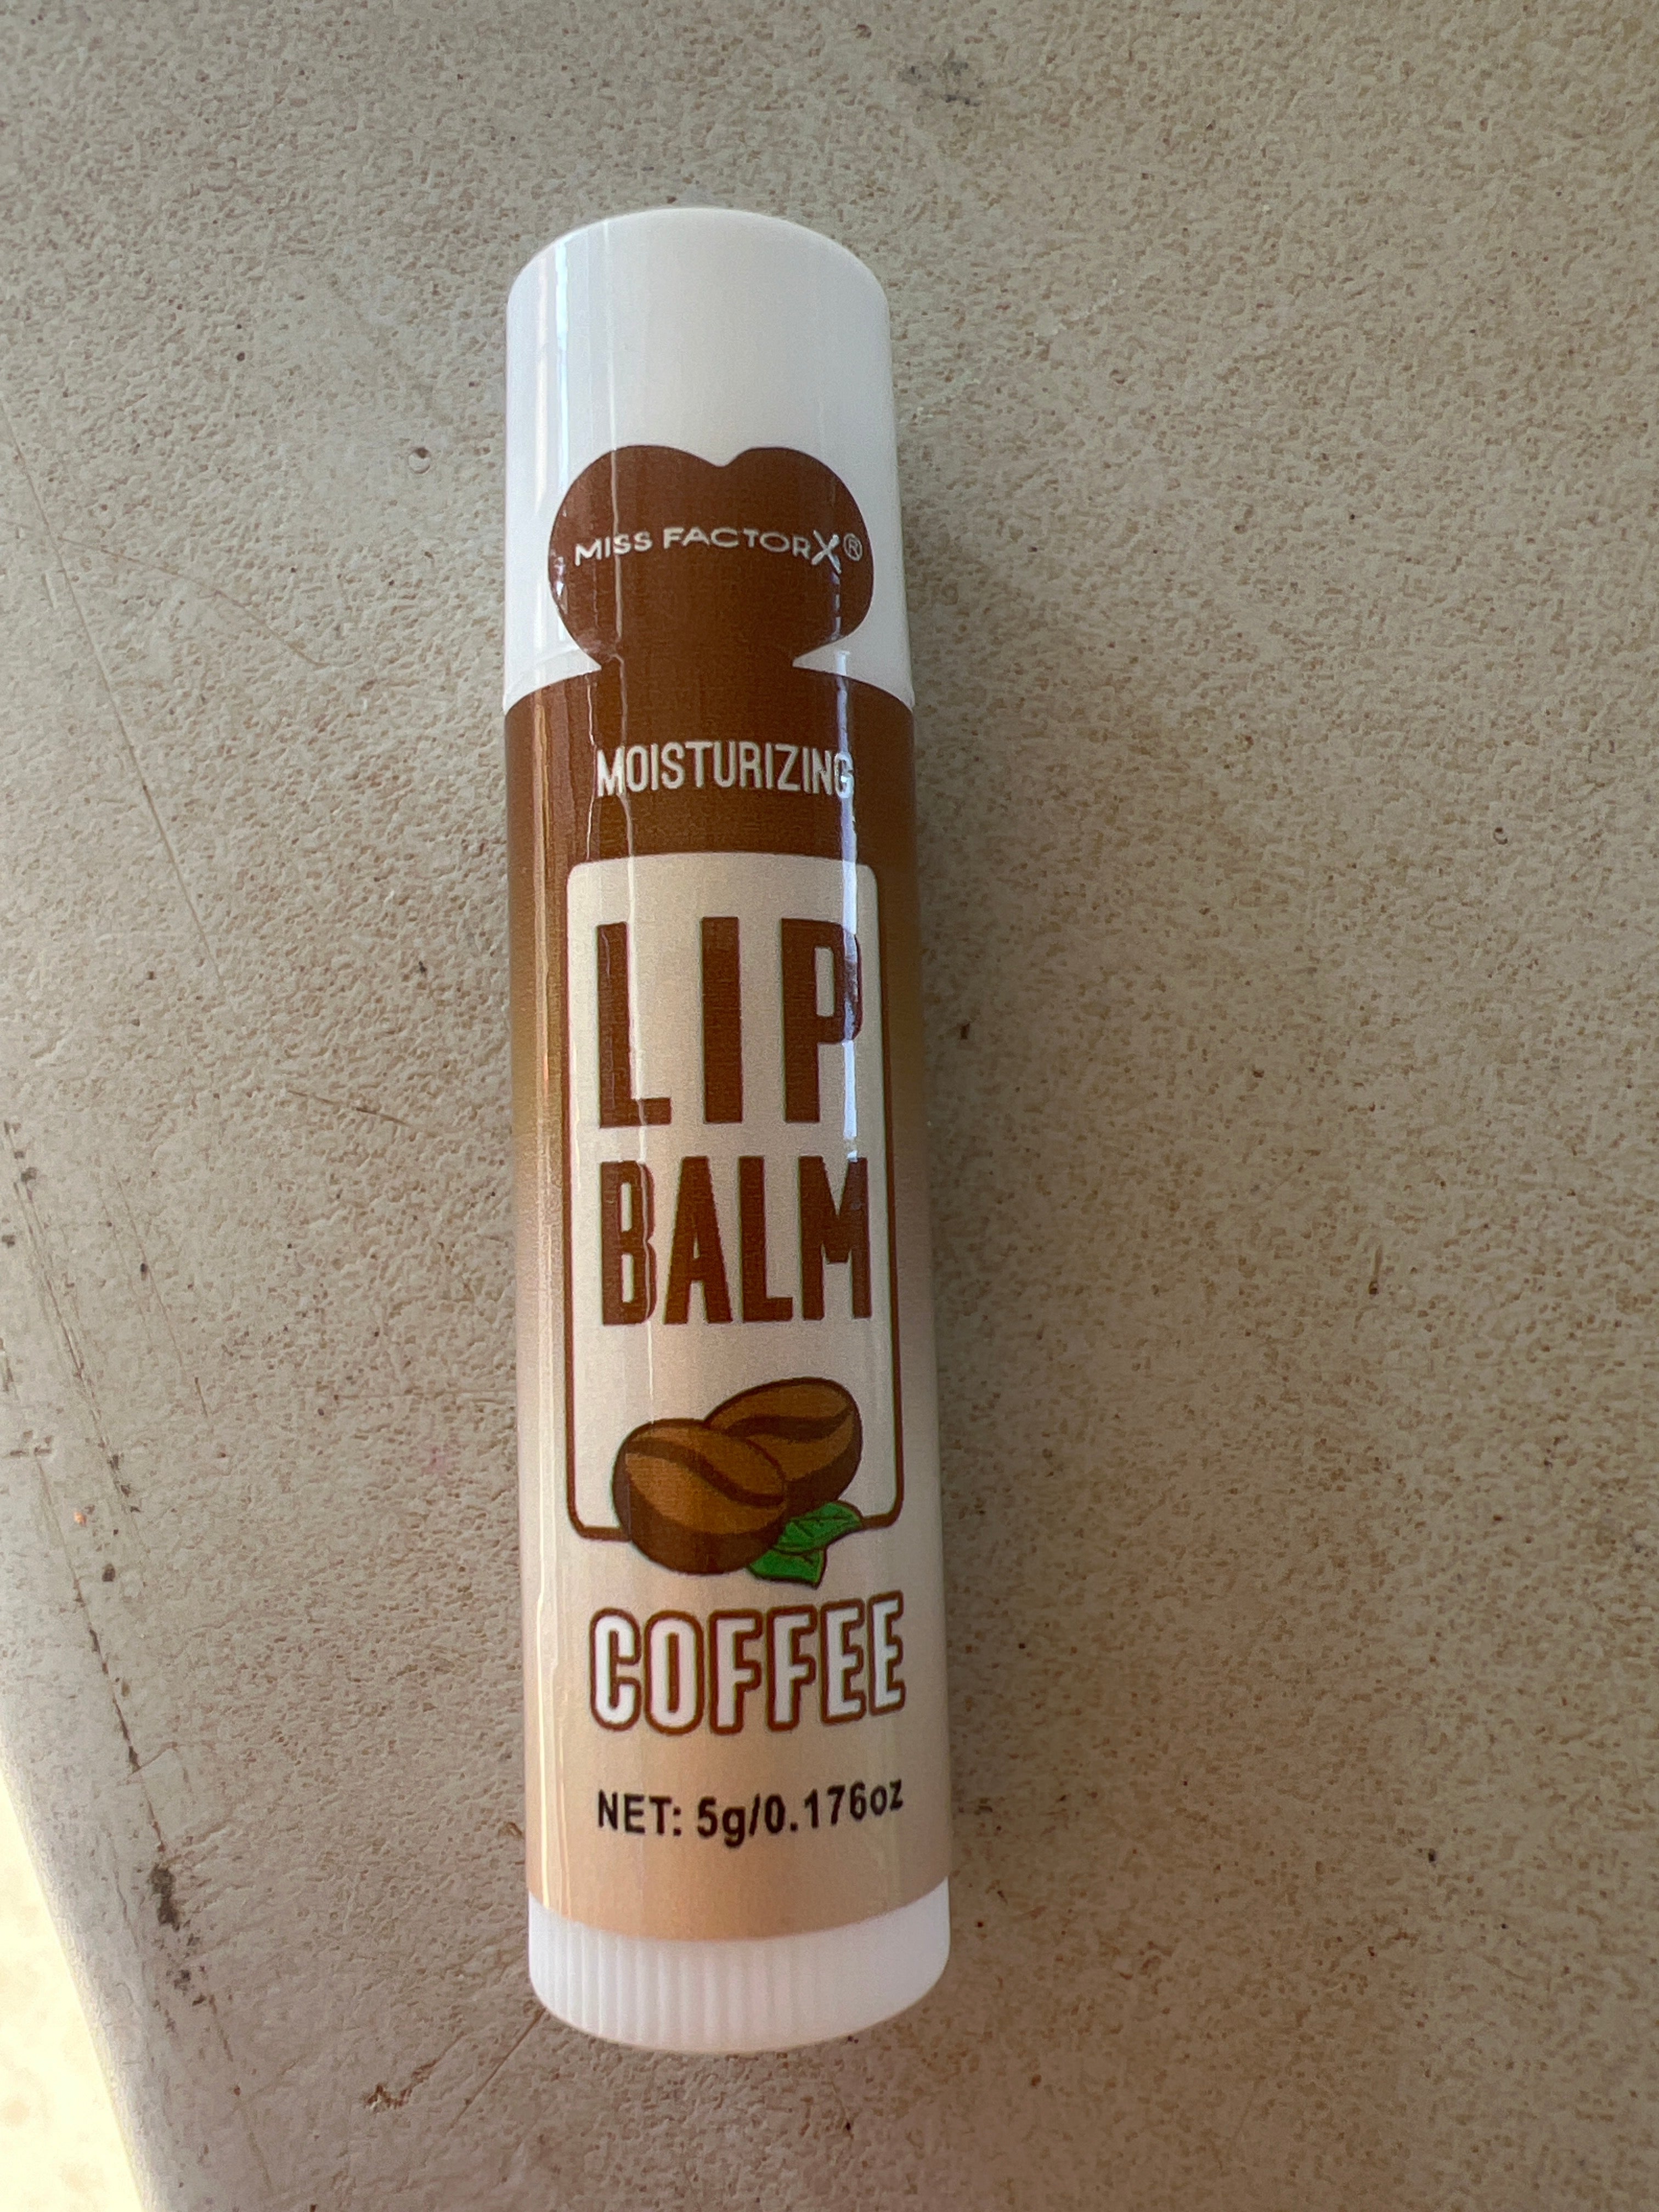 MISS FACTORX®
MOISTURIZING
LIP
BALM
COFFEE
NET: 5g/0.176oz